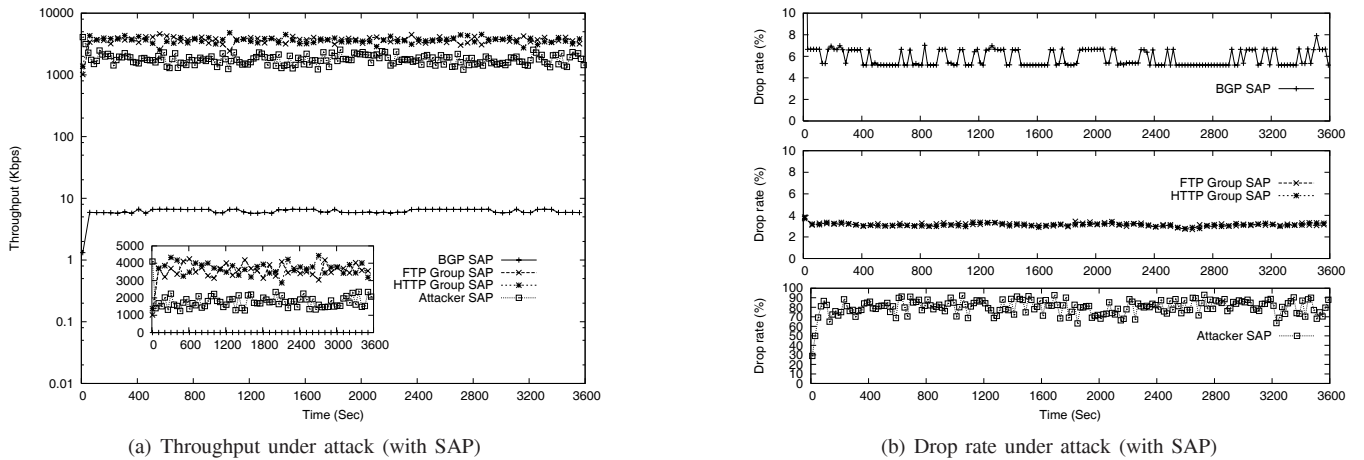 10000
1000
100
10
1
0.1
0.01
Throughput (Kbps)
5000
4000
3000
2000
1000
0
0 600 1200 1800 2400 3000 3600
BGP SAP
FTP Group SAP
HTTP Group SAP
Attacker SAP
0 400 800 1200 1600 2000 2400 2800 3200 3600
Time (Sec)
(a) Throughput under attack (with SAP)
10
8
6
4
2
0
Drop rate (%)
BGP SAP
0 400 800 1200 1600 2000 2400 2800 3200 3600
10
8
6
4
2
0
Drop rate (%)
FTP Group SAP
HTTP Group SAP
0 400 800 1200 1600 2000 2400 2800 3200 3600
100
90
80
70
60
50
40
30
20
10
0
Drop rate (%)
Attacker SAP
0 400 800 1200 1600 2000 2400 2800 3200 3600
Time (Sec)
(b) Drop rate under attack (with SAP)